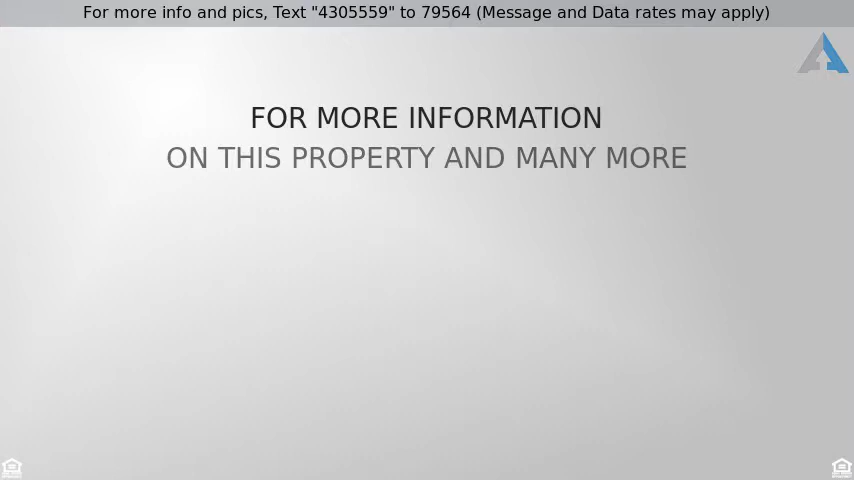 For more info and pics, Text "4305559" to 79564 (Message and Data rates may apply)
FOR MORE INFORMATION
ON THIS PROPERTY AND MANY MORE